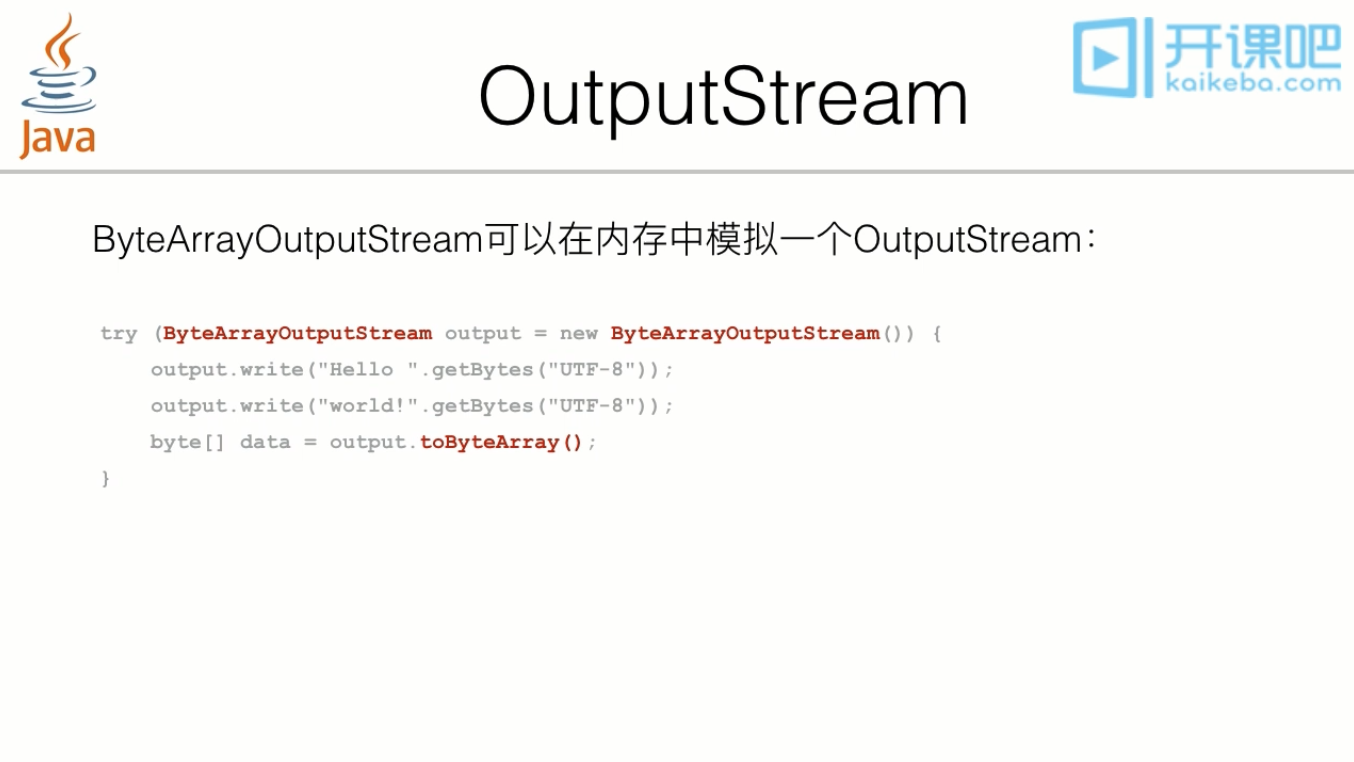 Java
开课吧
kaikeba.com
OutputStream
ByteArrayOutputStream可以在内存中模拟一个OutputStream：
try (ByteArrayOutputStream output = new ByteArrayOutputStream()) {
    output.write("Hello ".getBytes("UTF-8"));
    output.write("world!".getBytes("UTF-8"));
    byte[] data = output.toByteArray();
}